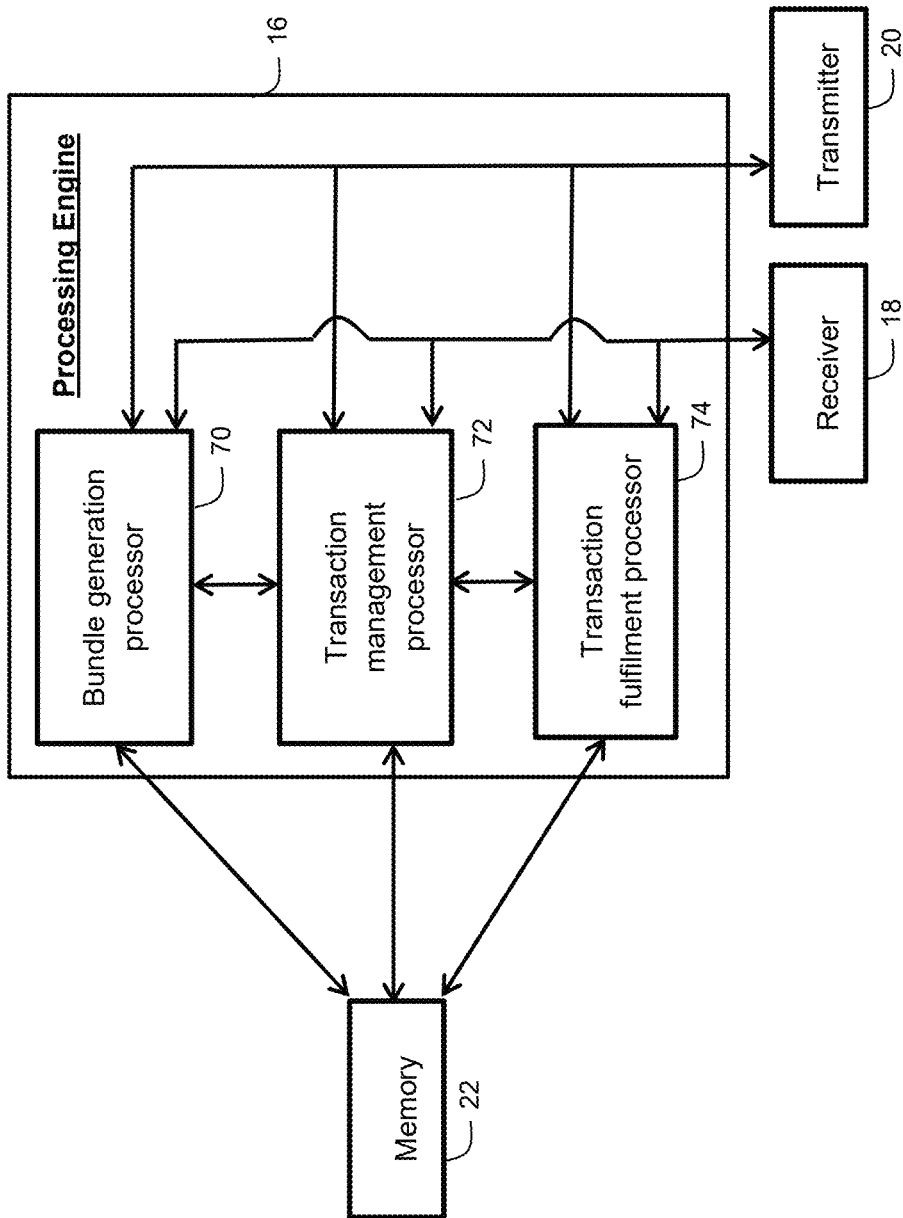 Processing Engine
16
Bundle generation
processor
70
Transaction
management
processor
72
Transaction
fulfilment processor
74
Memory
22
Receiver
18
Transmitter
20